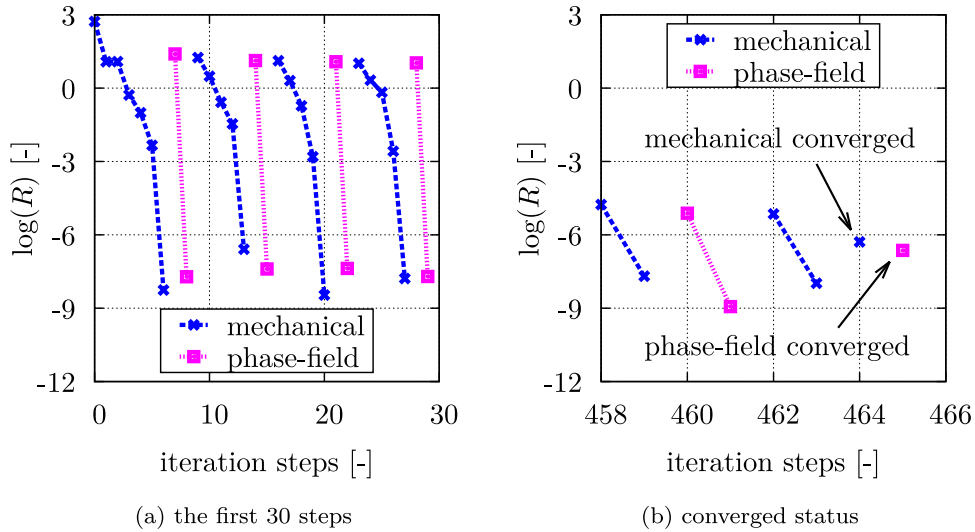 3
0
-3
-6
-9
-12
log(R) [-]
mechanical
phase-field
0 10 20 30
iteration steps [-]
(a) the first 30 steps
3
0
-3
-6
-9
-12
log(R) [-]
mechanical
phase-field
mechanical converged
phase-field converged
458 460 462 464 466
iteration steps [-]
(b) converged status